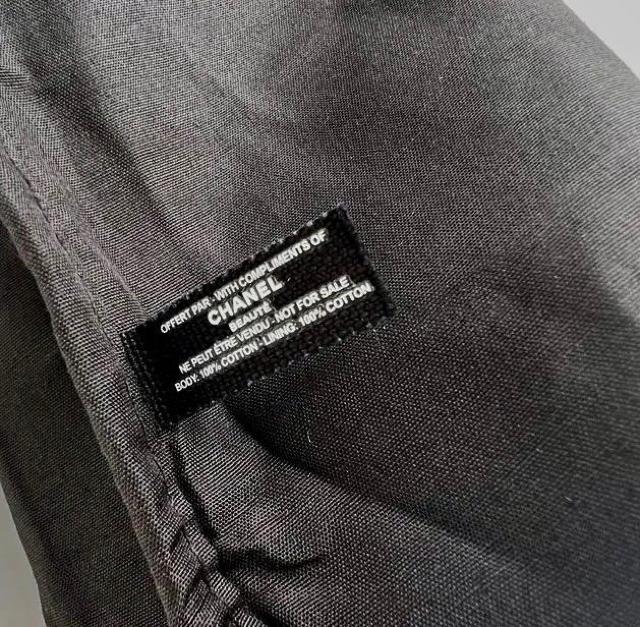 OFFERT PAR - WITH COMPLIMENTS OF
CHANEL
BEAUTÉ
NE PEUT ÊTRE VENDU - NOT FOR SALE
BODY: 100% COTTON - LINING: 100% COTTON